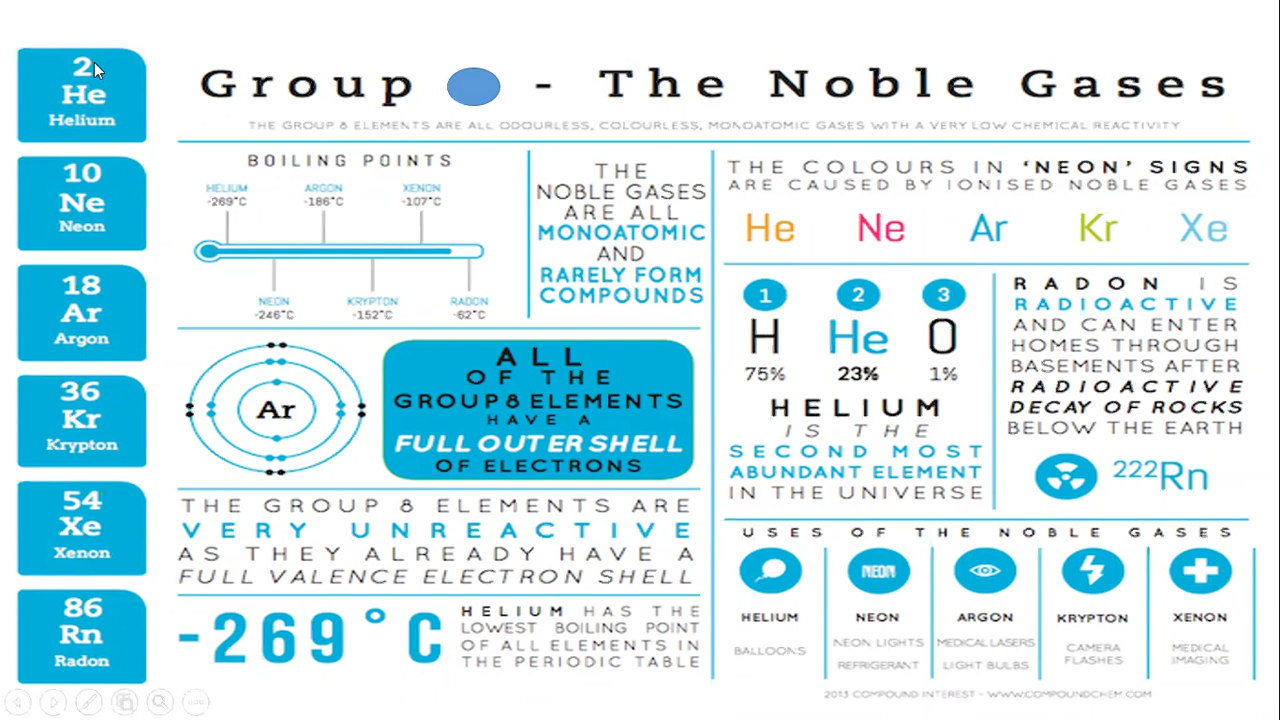 2
He
Helium
10
Ne
Neon
18
Ar
Argon
36
Kr
Krypton
54
Xe
Xenon
86
Rn
Radon
Group - The Noble Gases
THE GROUP 8 ELEMENTS ARE ALL ODOURLESS, COLOURLESS, MONOATOMIC GASES WITH A VERY LOW CHEMICAL REACTIVITY
BOILING POINTS
HELIUM ARGON XENON
-269°C -186°C -107°C
NEON KRYPTON RADON
-246°C -152°C -62°C
THE
NOBLE GASES
ARE ALL
MONOATOMIC
AND
RARELY FORM
COMPOUNDS
THE COLOURS IN ‘NEON’ SIGNS
ARE CAUSED BY IONISED NOBLE GASES
He Ne Ar Kr Xe
Ar
ALL
OF THE
GROUP 8 ELEMENTS
HAVE A
FULL OUTER SHELL
OF ELECTRONS
1 2 3
H He O
75% 23% 1%
HELIUM
IS THE
SECOND MOST
ABUNDANT ELEMENT
IN THE UNIVERSE
RADON IS
RADIOACTIVE
AND CAN ENTER
HOMES THROUGH
BASEMENTS AFTER
RADIOACTIVE
DECAY OF ROCKS
BELOW THE EARTH
²²²Rn
THE GROUP 8 ELEMENTS ARE
VERY UNREACTIVE
AS THEY ALREADY HAVE A
FULL VALENCE ELECTRON SHELL
-269°C
HELIUM HAS THE
LOWEST BOILING POINT
OF ALL ELEMENTS IN
THE PERIODIC TABLE
USES OF THE NOBLE GASES
NEON
HELIUM NEON ARGON KRYPTON XENON
BALLOONS
NEON LIGHTS
REFRIGERANT
MEDICAL LASERS
LIGHT BULBS
CAMERA
FLASHES
MEDICAL
IMAGING
2013 COMPOUND INTEREST - WWW.COMPOUNDCHEM.COM